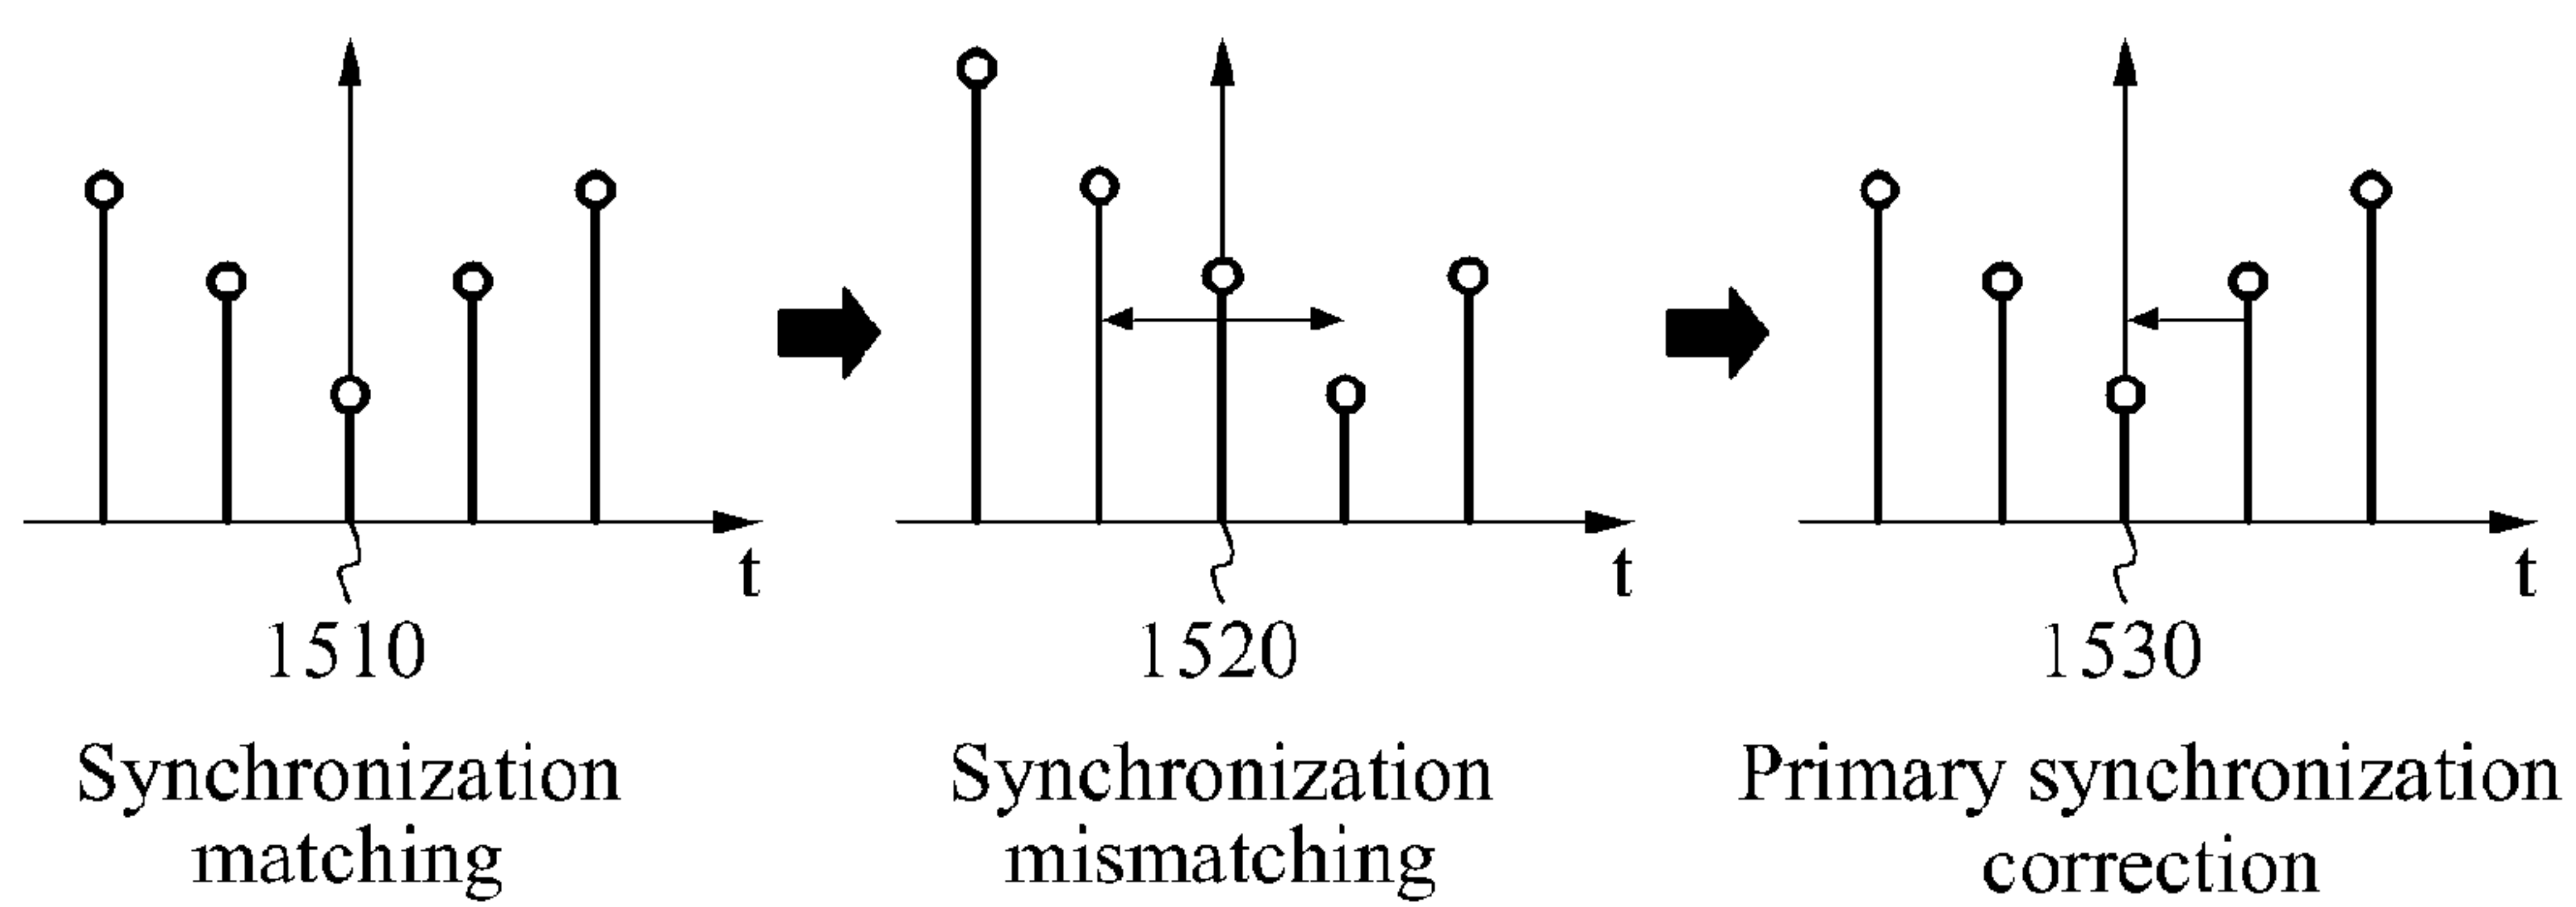 t
t
t
1510
1520
1530
Synchronization
matching
Synchronization
mismatching
Primary synchronization
correction